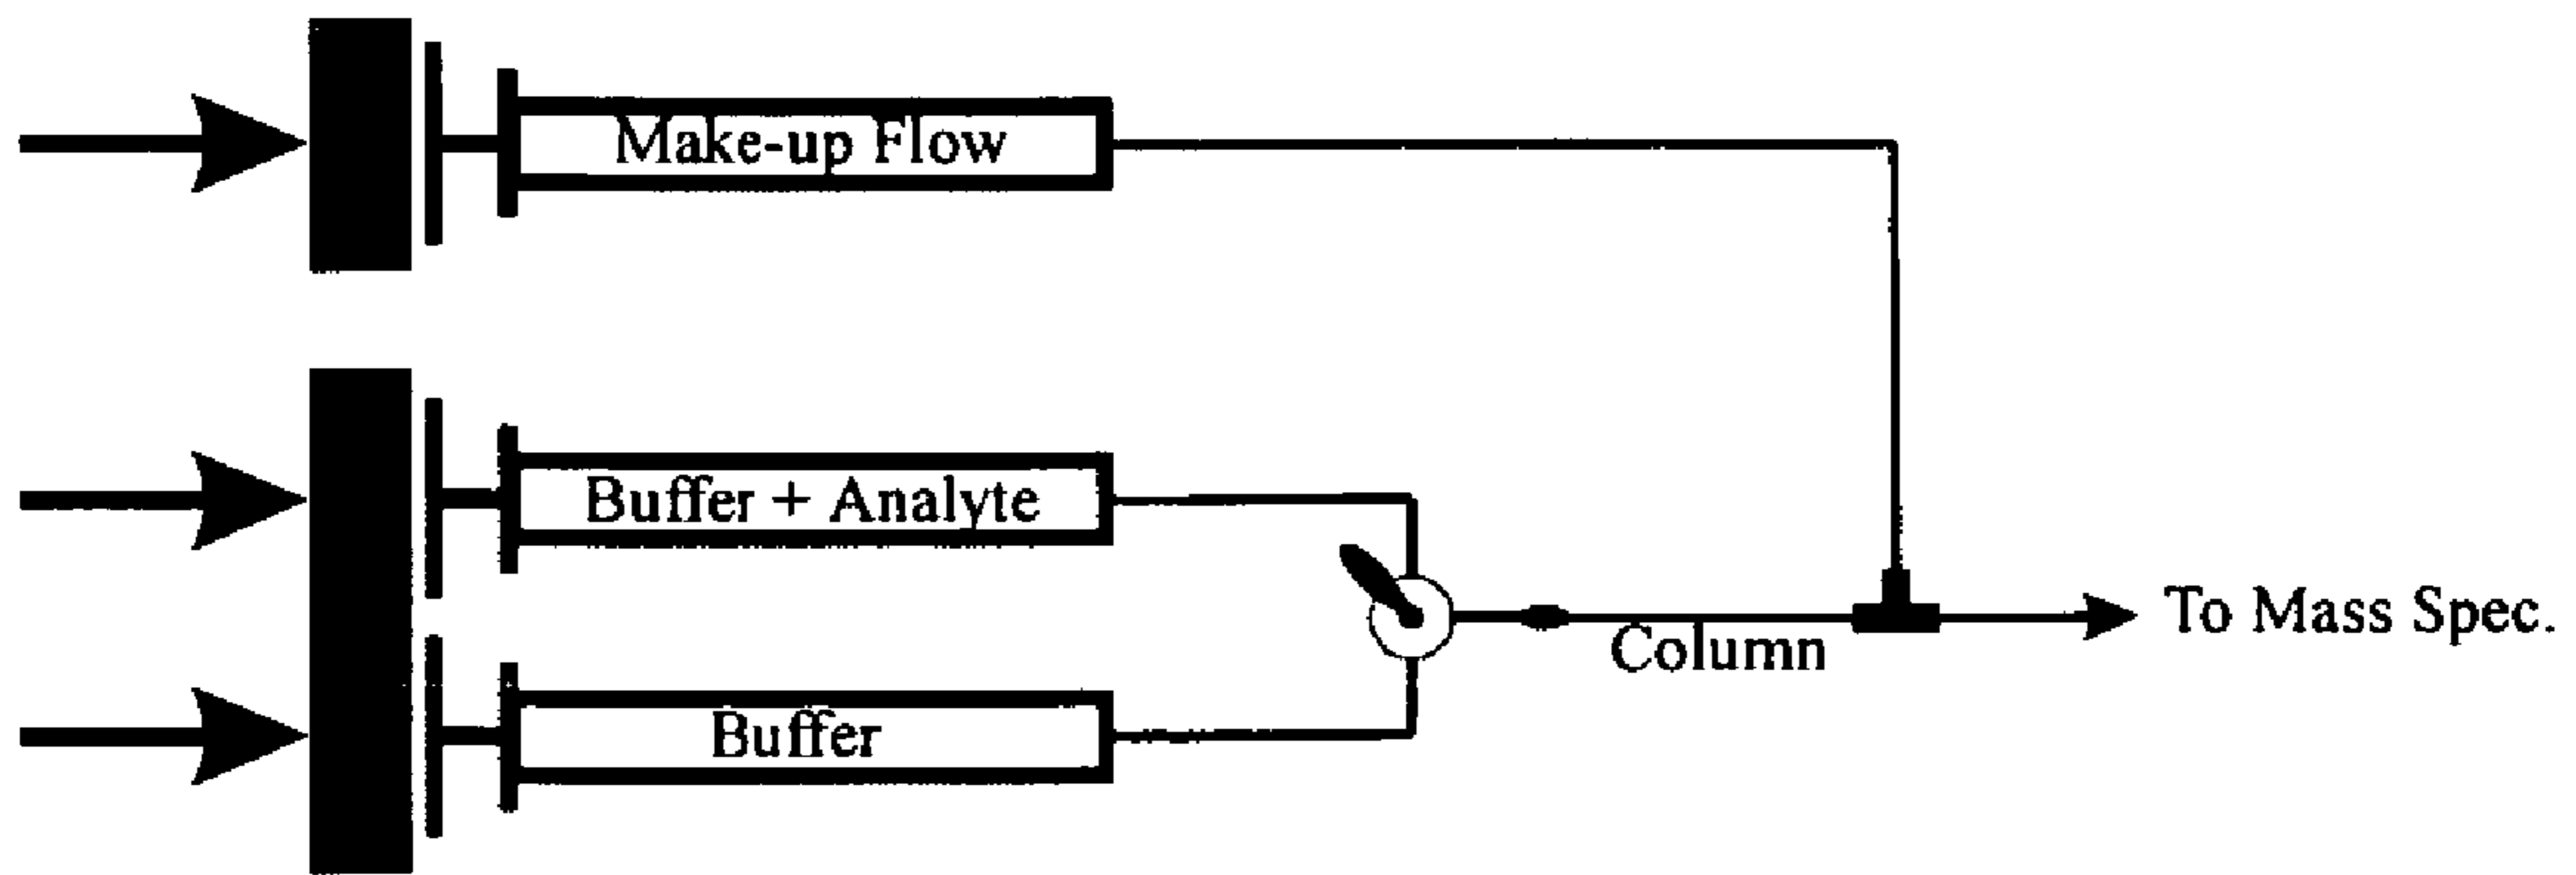 Make-up Flow
Buffer + Analyte
To Mass Spec.
Column
Buffer